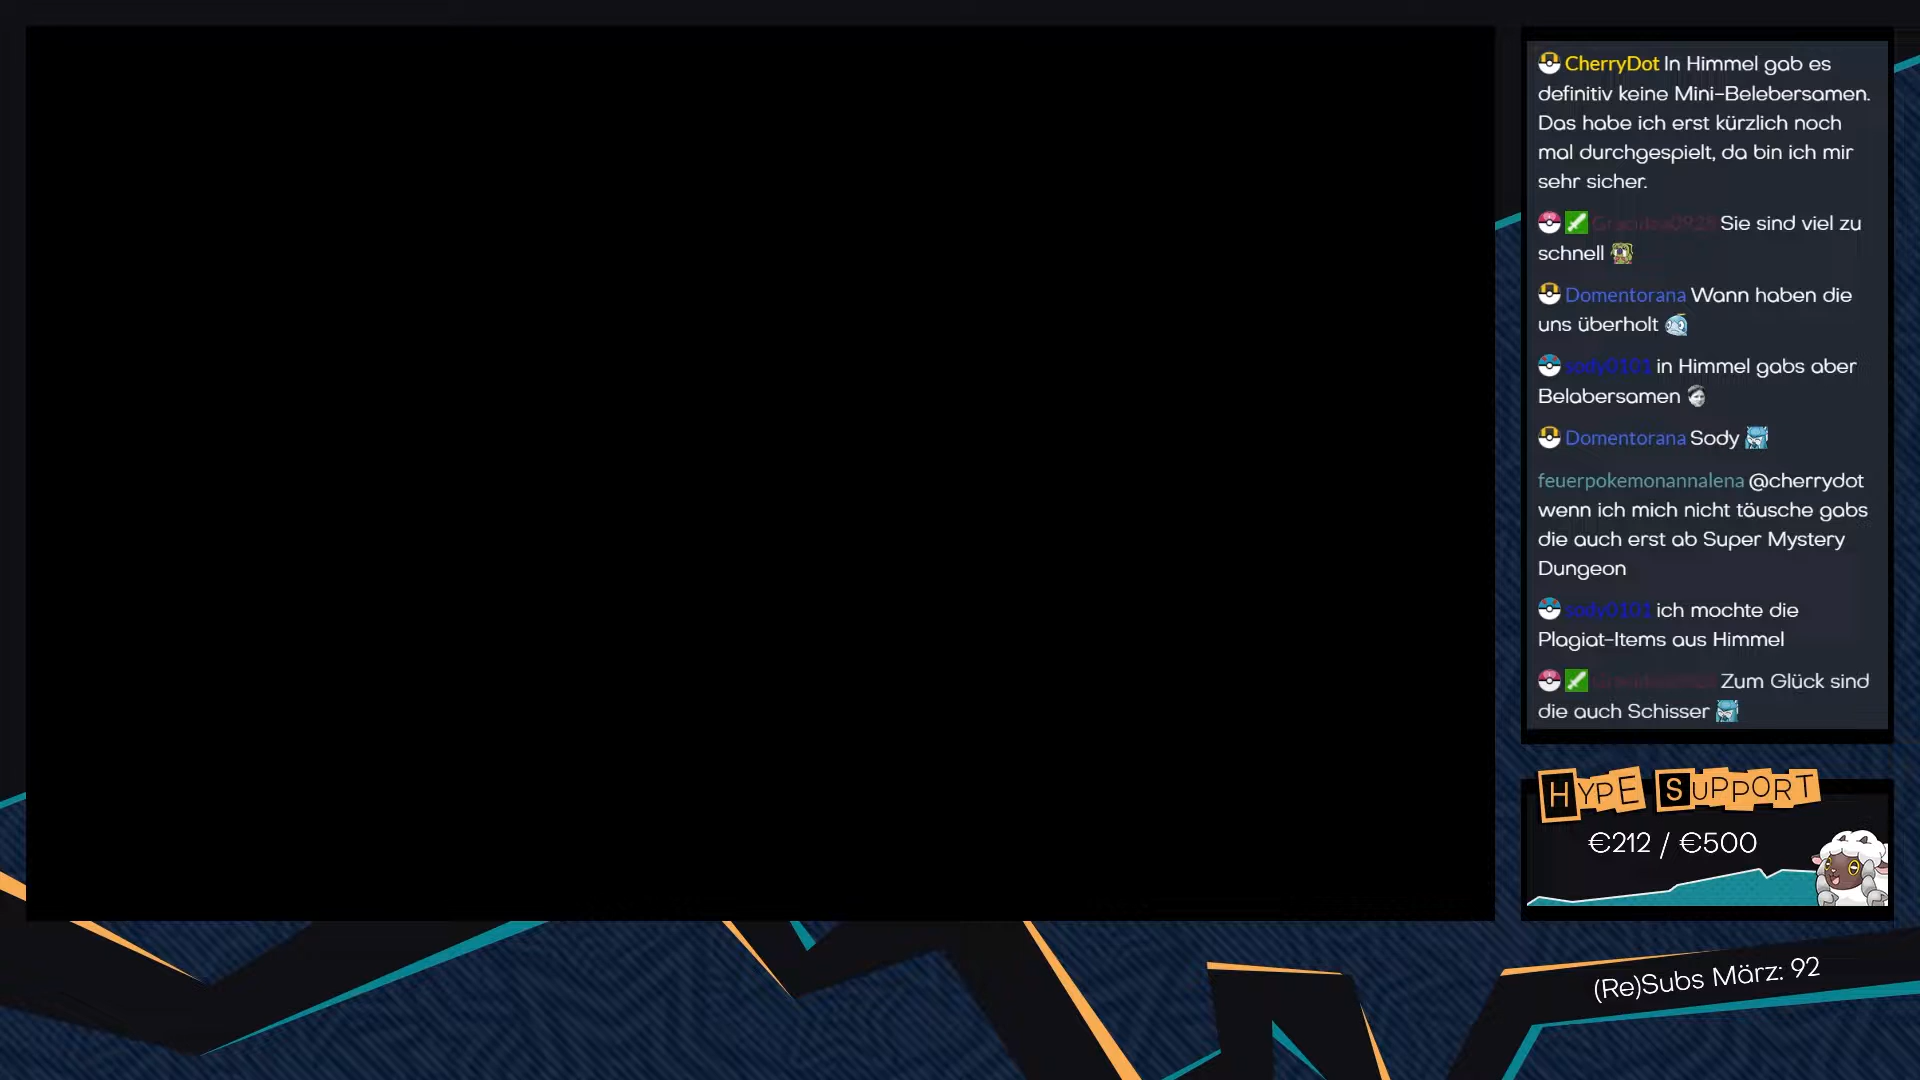 CherryDot In Himmel gab es
definitiv keine Mini-Belebersamen.
Das habe ich erst kürzlich noch
mal durchgespielt, da bin ich mir
sehr sicher.
Sie sind viel zu
schnell
Domentorana Wann haben die
uns überholt
sody0101 in Himmel gabs aber
Belabersamen
Domentorana Sody
feuerpokemonannalena @cherrydot
wenn ich mich nicht täusche gabs
die auch erst ab Super Mystery
Dungeon
sody0101 ich mochte die
Plagiat-Items aus Himmel
Zum Glück sind
die auch Schisser
HYPE SUPPORT
€212 / €500
(Re)Subs März: 92